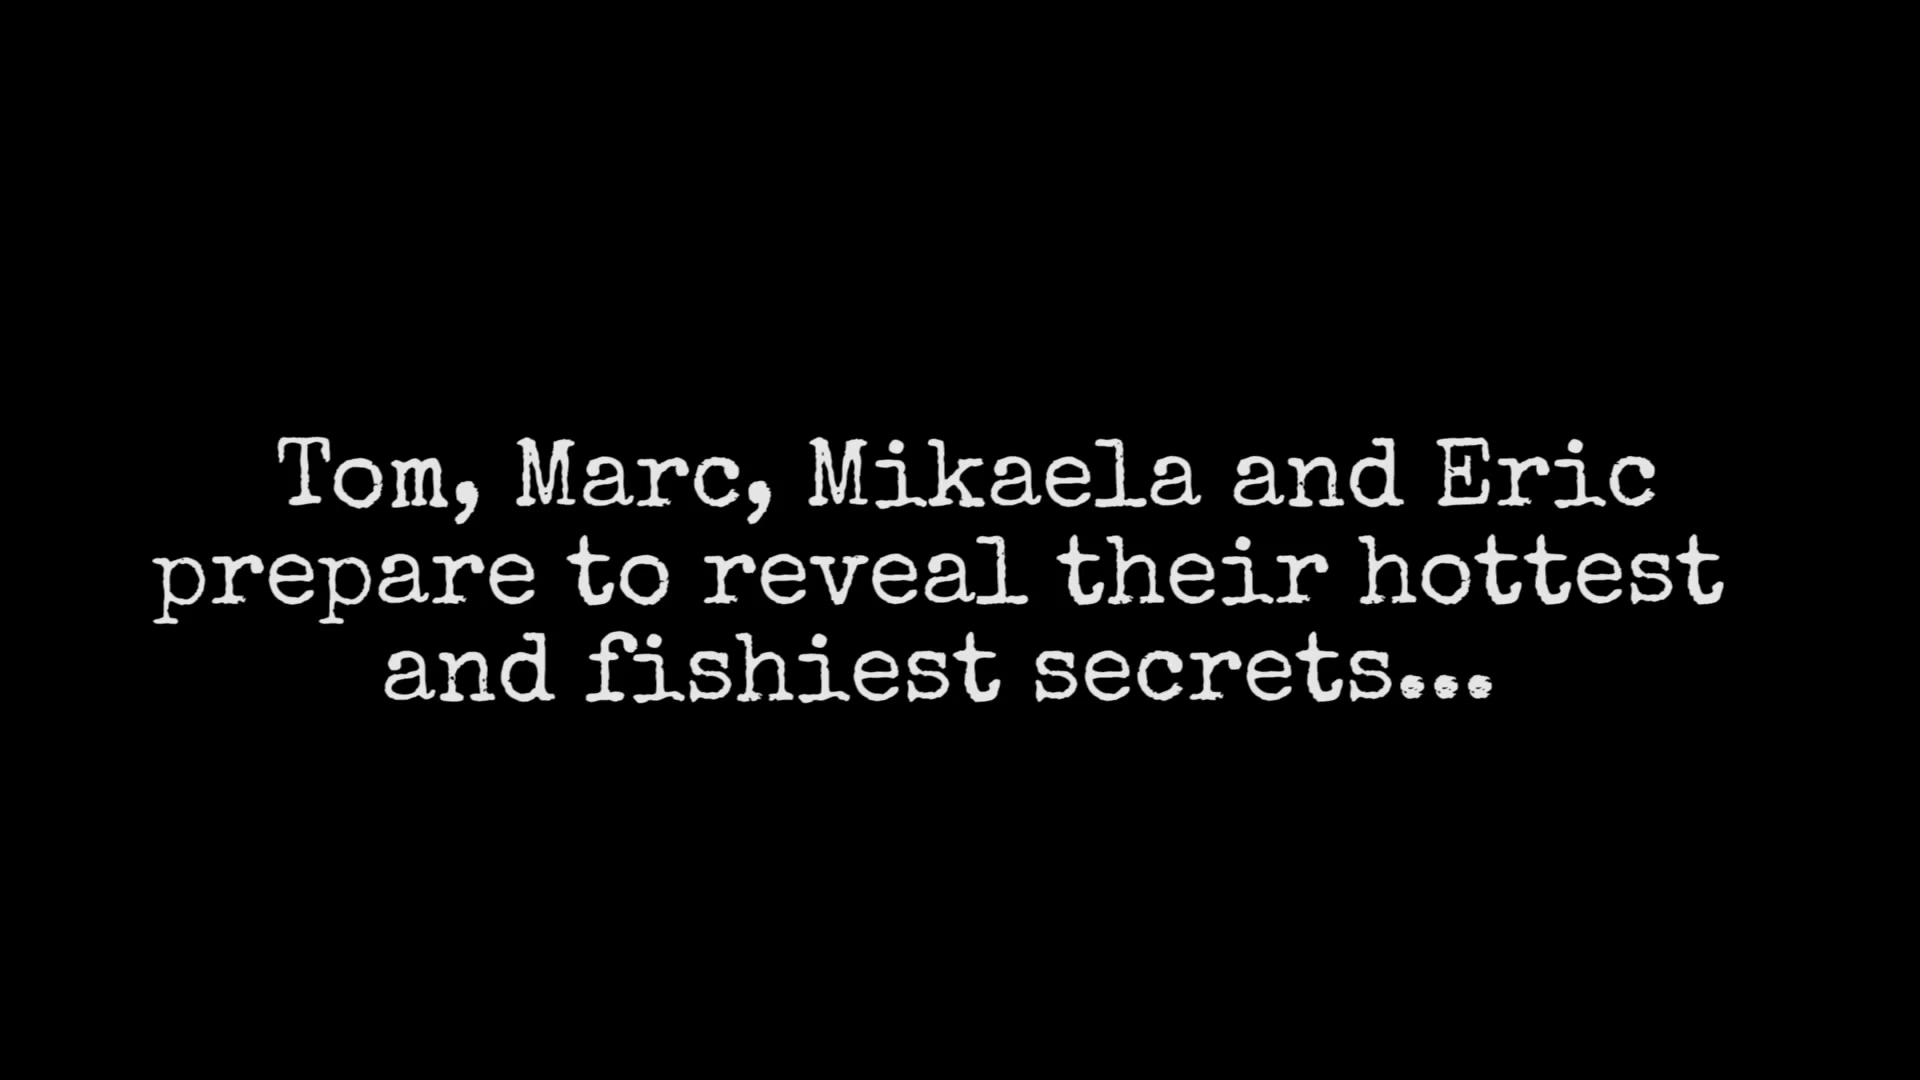 Tom, Marc, Mikaela and Eric
prepare to reveal their hottest
and fishiest secrets...